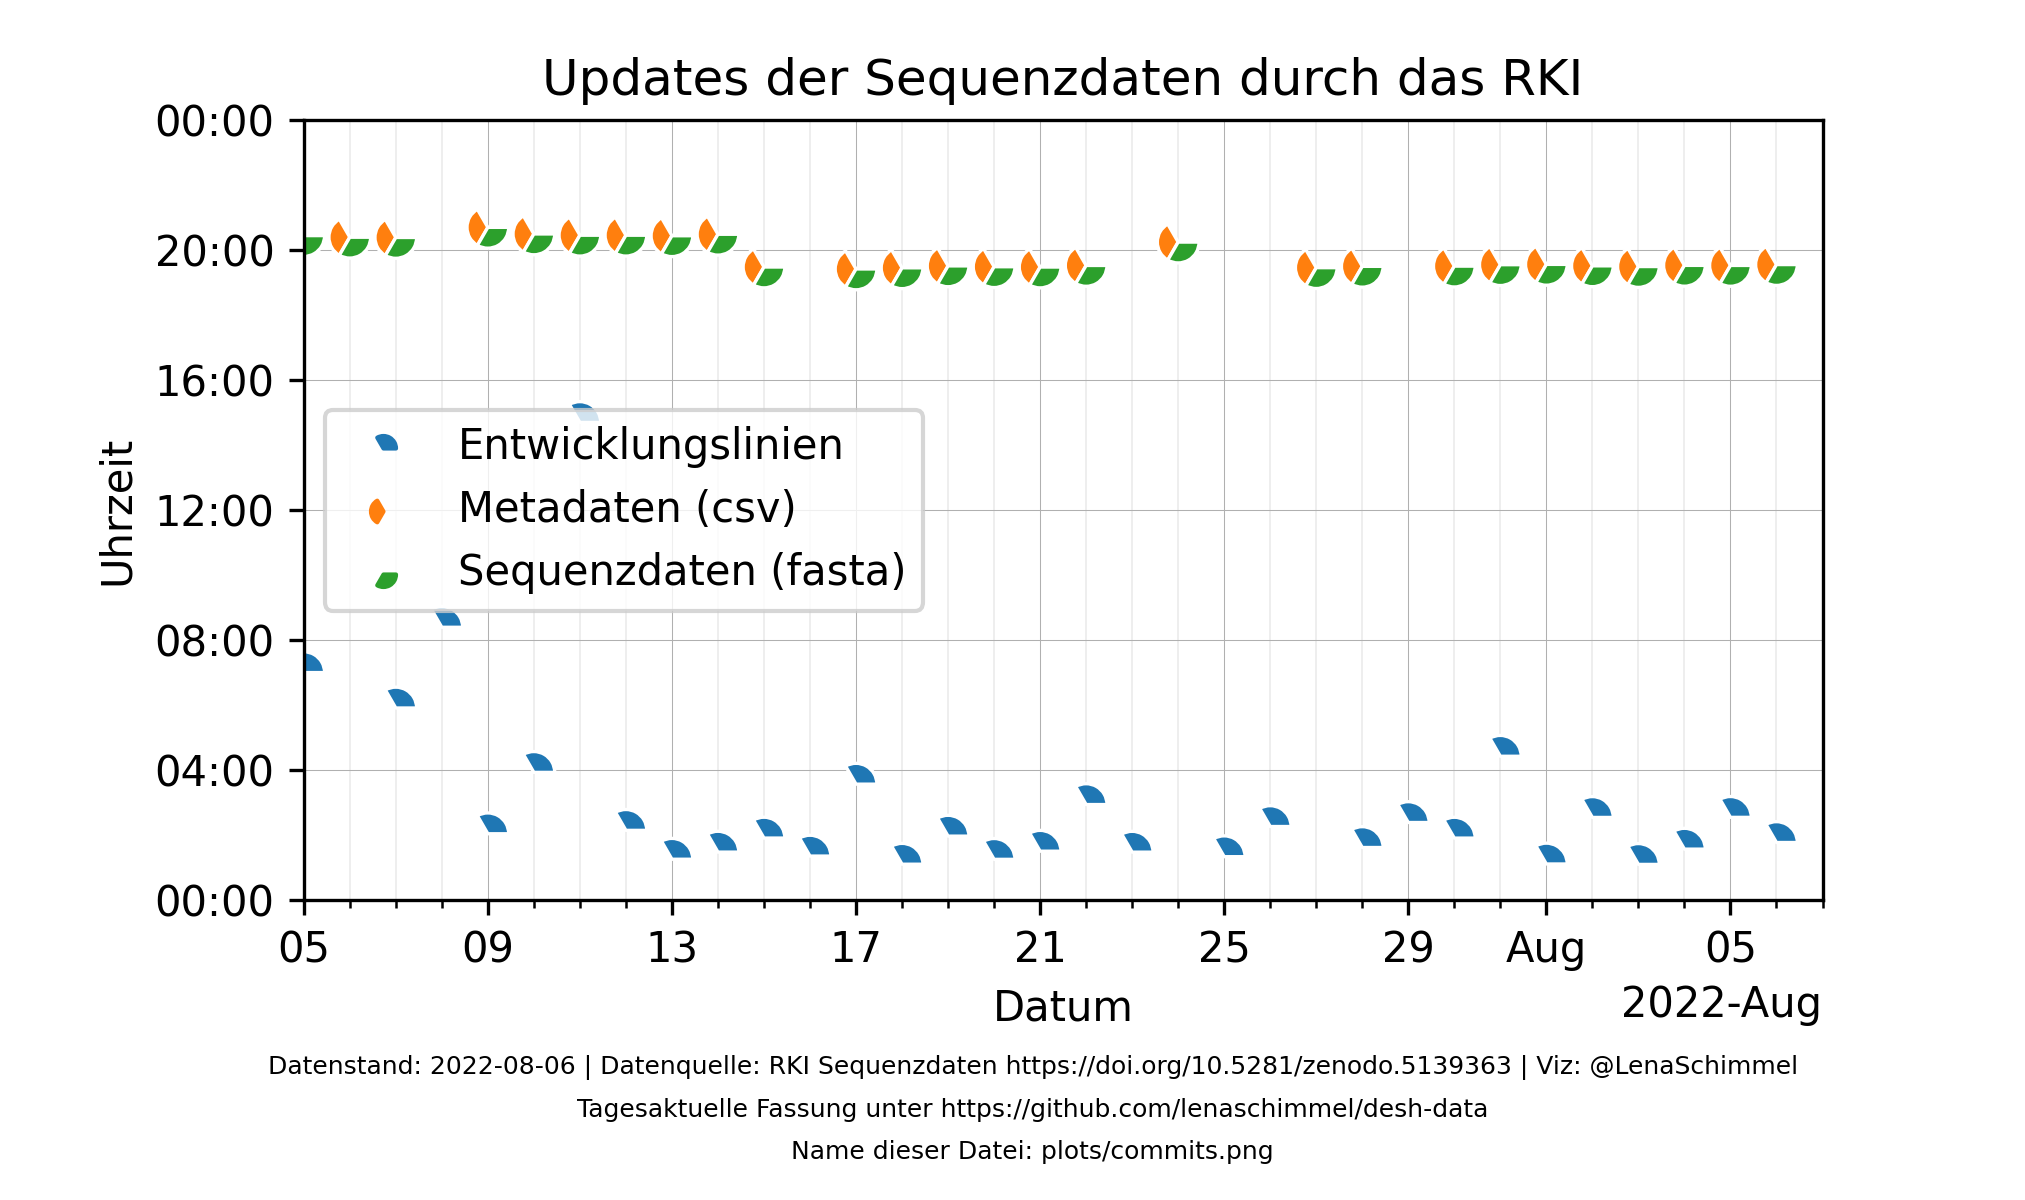 Updates der Sequenzdaten durch das RKI
00:00
20:00
16:00
12:00
08:00
04:00
00:00
Uhrzeit
Entwicklungslinien
Metadaten (csv)
Sequenzdaten (fasta)
05 09 13 17 21 25 29 Aug 05
Datum
2022-Aug
Datenstand: 2022-08-06 | Datenquelle: RKI Sequenzdaten https://doi.org/10.5281/zenodo.5139363 | Viz: @LenaSchimmel
Tagesaktuelle Fassung unter https://github.com/lenaschimmel/desh-data
Name dieser Datei: plots/commits.png